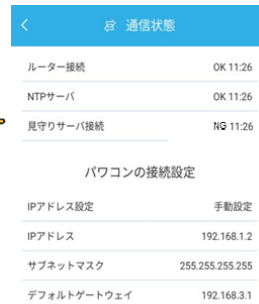 通信状態
ルーター接続 OK 11:26
NTPサーバ OK 11:26
見守りサーバ接続 NG 11:26
パワコンの接続設定
IPアドレス設定 手動設定
IPアドレス 192.168.1.2
サブネットマスク 255.255.255.255
デフォルトゲートウェイ 192.168.3.1